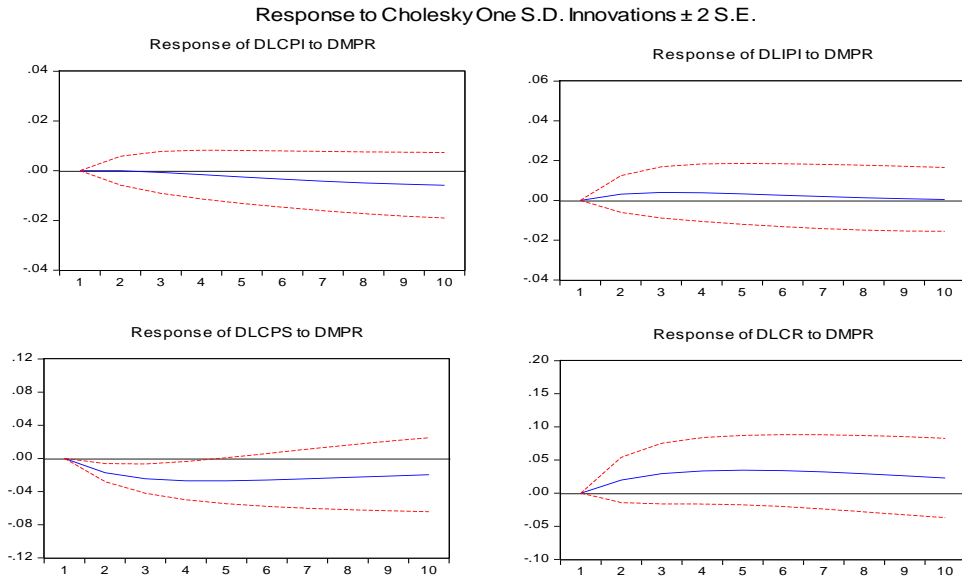 Response to Cholesky One S.D. Innovations ± 2 S.E.
Response of DLCPI to DMPR
.04
.02
.00
-.02
-.04
1 2 3 4 5 6 7 8 9 10
Response of DLIPI to DMPR
.06
.04
.02
.00
-.02
-.04
1 2 3 4 5 6 7 8 9 10
Response of DLCPS to DMPR
.12
.08
.04
.00
-.04
-.08
-.12
1 2 3 4 5 6 7 8 9 10
Response of DLCR to DMPR
.20
.15
.10
.05
.00
-.05
-.10
1 2 3 4 5 6 7 8 9 10